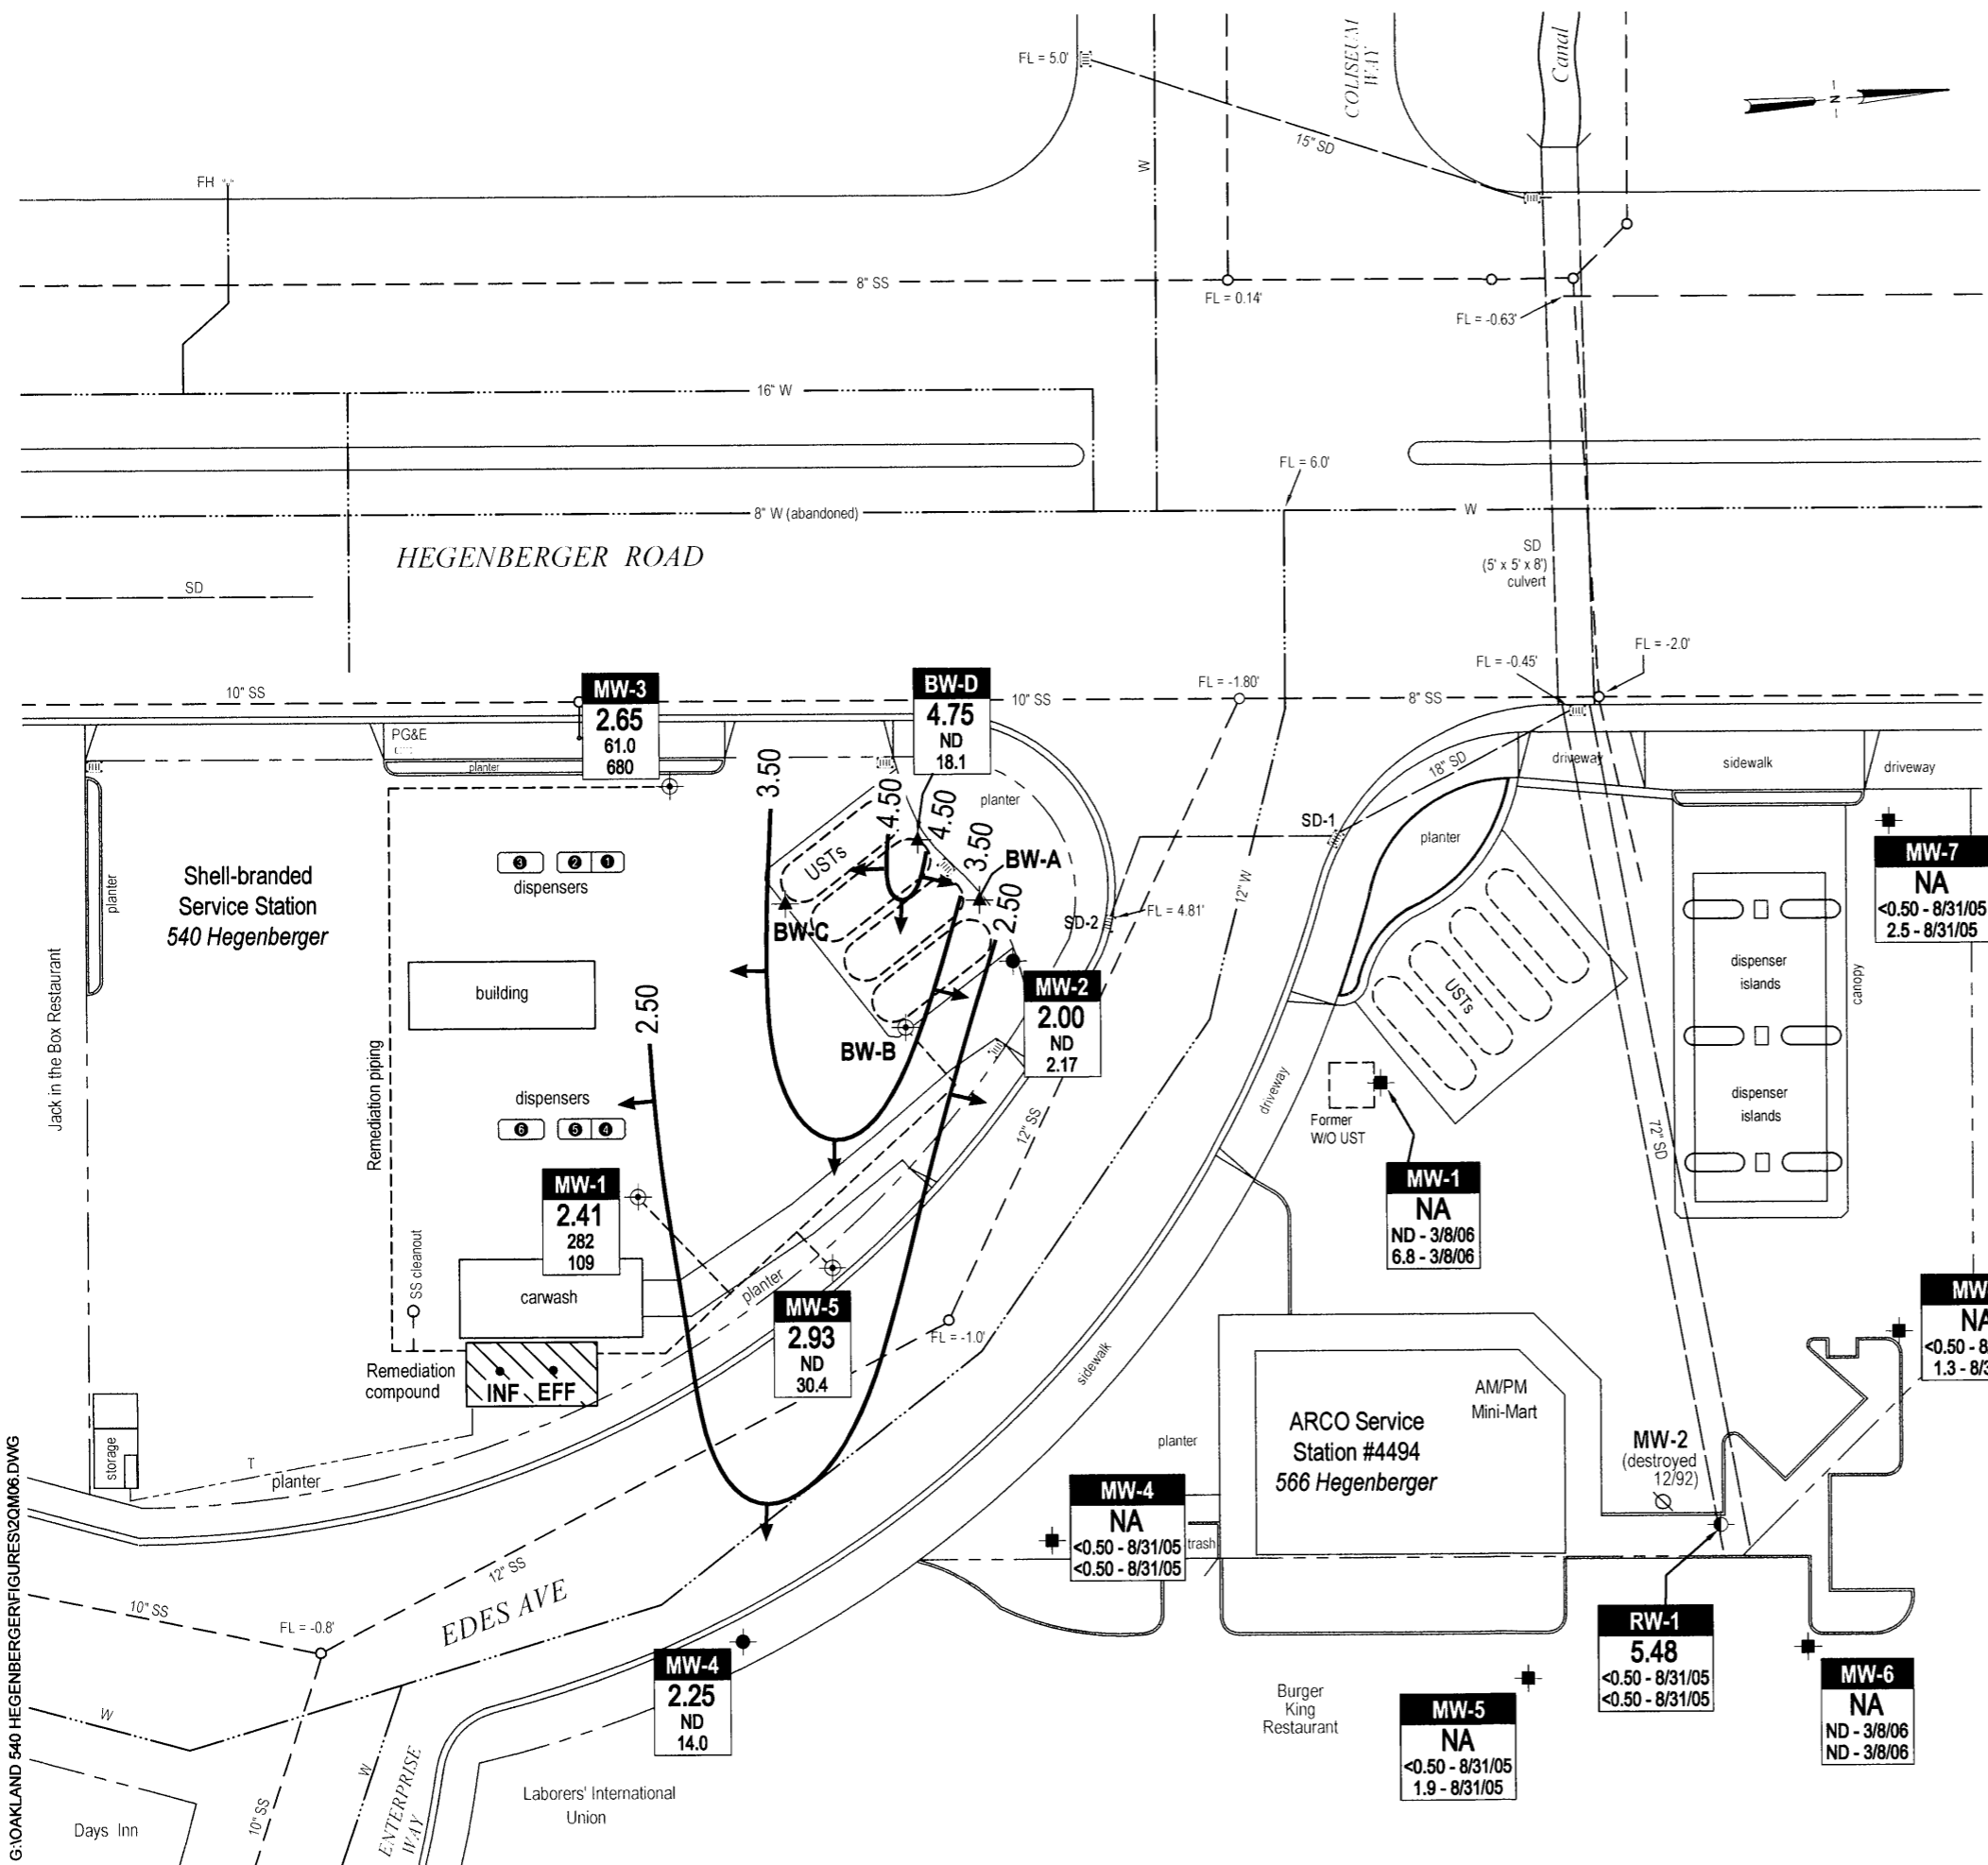 FL = 5.0'
COLISEUM
WAY
Canal
N
15" SD
W
FH
8" SS
FL = 0.14'
FL = -0.63'
16" W
FL = 6.0'
8" W (abandoned)
W
HEGENBERGER ROAD
SD
SD
(5' x 5' x 8')
culvert
FL = -2.0'
FL = -0.45'
10" SS
MW-3
2.65
61.0
680
BW-D
4.75
ND
18.1
10" SS
FL = -1.80'
8" SS
PG&E
planter
3.50
4.50
4.50
3.50
2.50
planter
18" SD
driveway
sidewalk
driveway
SD-1
planter
USTs
BW-A
BW-C
BW-B
SD-2
FL = 4.81'
12" W
MW-7
NA
<0.50 - 8/31/05
2.5 - 8/31/05
Shell-branded
Service Station
540 Hegenberger
planter
3
2
1
dispensers
Jack in the Box Restaurant
building
Remediation piping
2.50
MW-2
2.00
ND
2.17
USTs
dispenser
islands
canopy
dispenser
islands
dispensers
6
5
4
12" SS
driveway
Former
W/O UST
72" SD
MW-1
2.41
282
109
MW-1
NA
ND - 3/8/06
6.8 - 3/8/06
SS cleanout
carwash
planter
MW-5
2.93
ND
30.4
FL = -1.0'
sidewalk
MW
NA
<0.50 - 8
1.3 - 8/3
Remediation
compound
INF
EFF
AM/PM
Mini-Mart
ARCO Service
Station #4494
566 Hegenberger
planter
MW-2
(destroyed
12/92)
storage
T
planter
MW-4
NA
<0.50 - 8/31/05
<0.50 - 8/31/05
trash
12" SS
EDES AVE
10" SS
FL = -0.8'
RW-1
5.48
<0.50 - 8/31/05
<0.50 - 8/31/05
MW-4
2.25
ND
14.0
Burger
King
Restaurant
MW-5
NA
<0.50 - 8/31/05
1.9 - 8/31/05
MW-6
NA
ND - 3/8/06
ND - 3/8/06
W
W
ENTERPRISE
WAY
10" SS
Laborers' International
Union
Days Inn
G:\OAKLAND 540 HEGENBERGER\FIGURES\2QM06.DWG